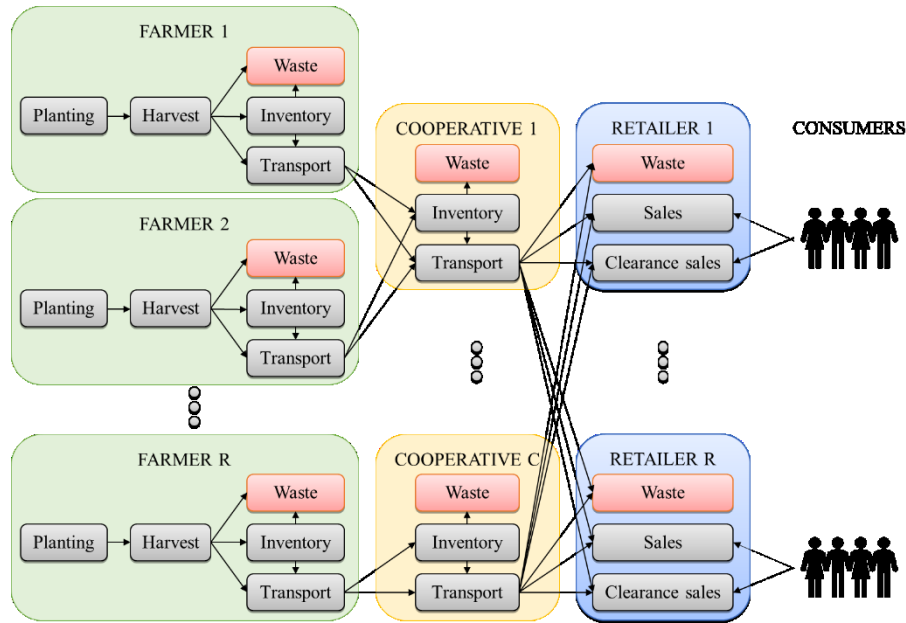 FARMER 1
Waste
Planting
Harvest
Inventory
Transport
FARMER 2
Waste
Planting
Harvest
Inventory
Transport
FARMER R
Waste
Planting
Harvest
Inventory
Transport
COOPERATIVE 1
Waste
Inventory
Transport
COOPERATIVE C
Waste
Inventory
Transport
RETAILER 1
Waste
Sales
Clearance sales
RETAILER R
Waste
Sales
Clearance sales
CONSUMERS